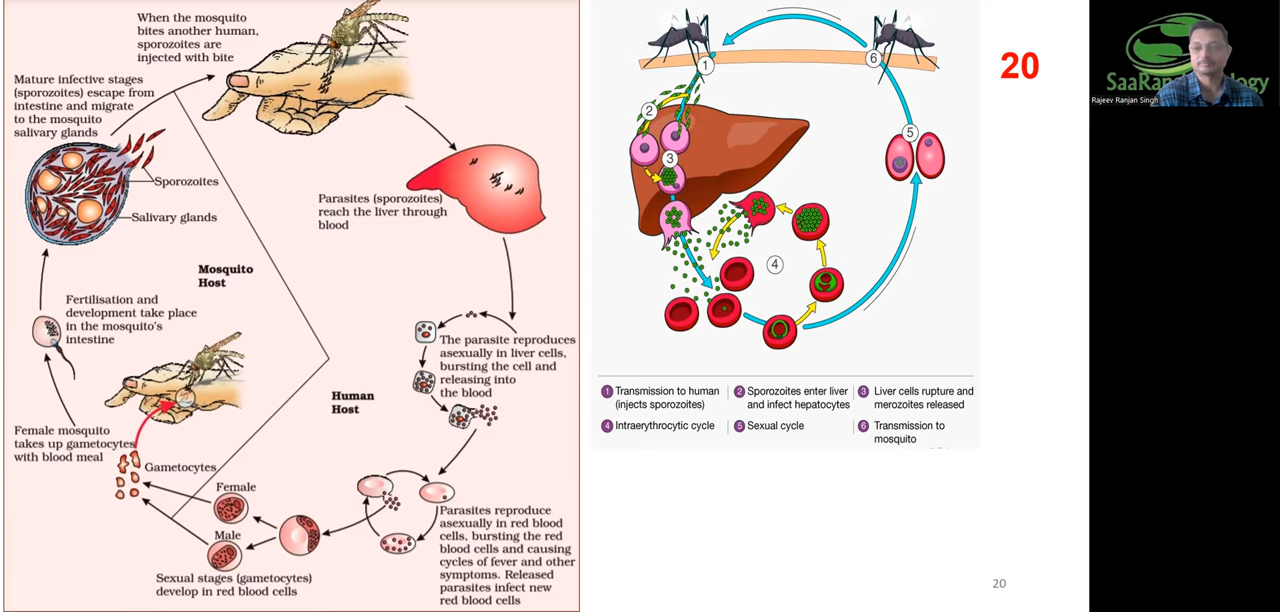 When the mosquito
bites another human,
sporozoites are
injected with bite
Mature infective stages
(sporozoites) escape from
intestine and migrate
to the mosquito
salivary glands
Sporozoites
Salivary glands
Parasites (sporozoites)
reach the liver through
blood
Mosquito
Host
Fertilisation and
development take place
in the mosquito's
intestine
The parasite reproduces
asexually in liver cells,
bursting the cell and
releasing into
the blood
Human
Host
Female mosquito
takes up gametocytes
with blood meal
Gametocytes
Female
Male
Sexual stages (gametocytes)
develop in red blood cells
Parasites reproduce
asexually in red blood
cells, bursting the red
blood cells and causing
cycles of fever and other
symptoms. Released
parasites infect new
red blood cells
1
6
2
5
3
4
1 Transmission to human
(injects sporozoites)
2 Sporozoites enter liver
and infect hepatocytes
3 Liver cells rupture and
merozoites released
4 Intraerythrocytic cycle
5 Sexual cycle
6 Transmission to
mosquito
20
20
Rajeev Ranjan Singh